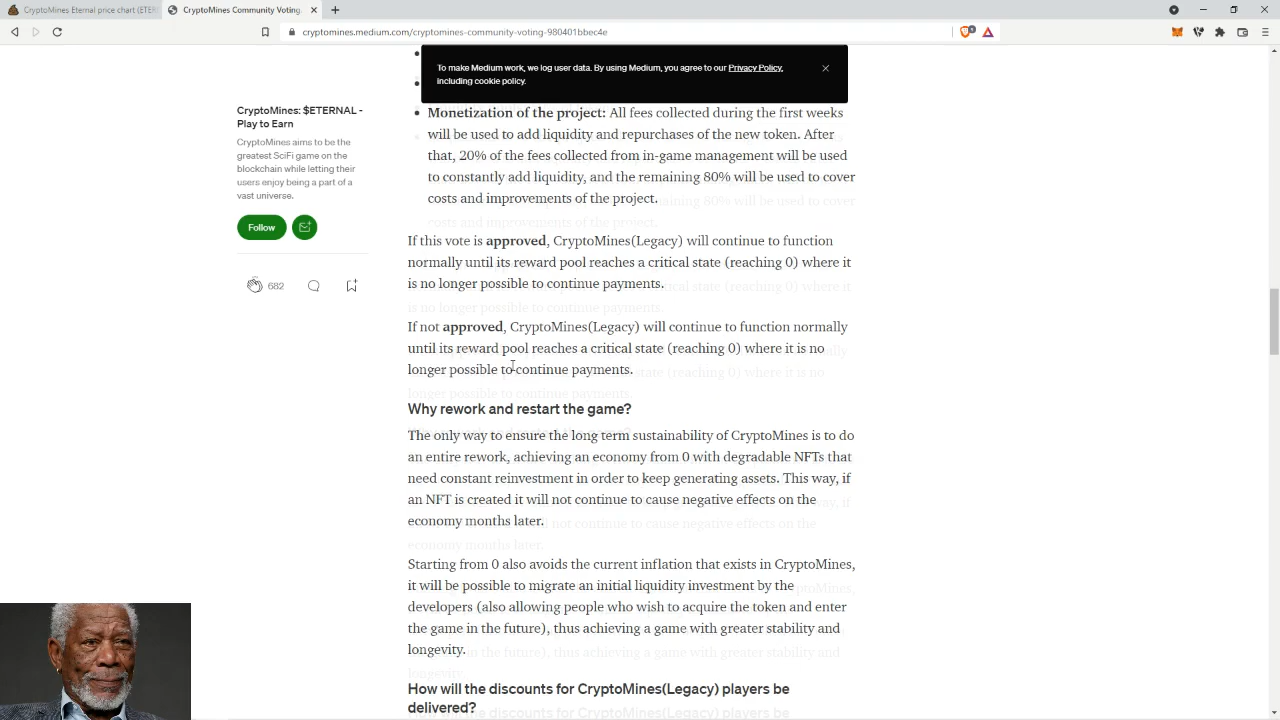 CryptoMines Eternal price chart (ETER
CryptoMines Community Voting.
cryptomines.medium.com/cryptomines-community-voting-980401bbec4e
To make Medium work, we log user data. By using Medium, you agree to our Privacy Policy,
including cookie policy.
CryptoMines: $ETERNAL -
Play to Earn
CryptoMines aims to be the
greatest SciFi game on the
blockchain while letting their
users enjoy being a part of a
vast universe.
Follow
682
Monetization of the project: All fees collected during the first weeks
will be used to add liquidity and repurchases of the new token. After
that, 20% of the fees collected from in-game management will be used
to constantly add liquidity, and the remaining 80% will be used to cover
costs and improvements of the project.
If this vote is approved, CryptoMines(Legacy) will continue to function
normally until its reward pool reaches a critical state (reaching 0) where it
is no longer possible to continue payments.
If not approved, CryptoMines(Legacy) will continue to function normally
until its reward pool reaches a critical state (reaching 0) where it is no
longer possible to continue payments.
Why rework and restart the game?
The only way to ensure the long term sustainability of CryptoMines is to do
an entire rework, achieving an economy from 0 with degradable NFTs that
need constant reinvestment in order to keep generating assets. This way, if
an NFT is created it will not continue to cause negative effects on the
economy months later.
Starting from 0 also avoids the current inflation that exists in CryptoMines,
it will be possible to migrate an initial liquidity investment by the
developers (also allowing people who wish to acquire the token and enter
the game in the future), thus achieving a game with greater stability and
longevity.
How will the discounts for CryptoMines(Legacy) players be
delivered?